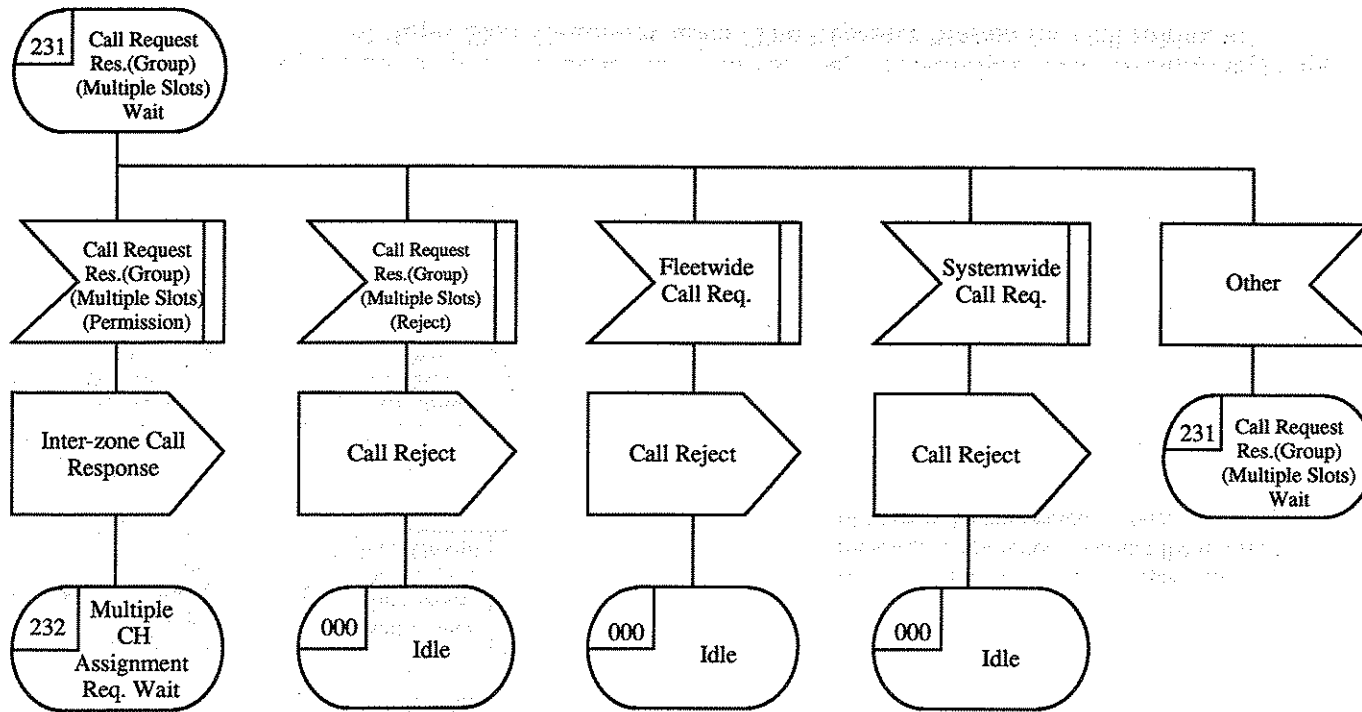 231
Call Request
Res.(Group)
(Multiple Slots)
Wait
Call Request
Res.(Group)
(Multiple Slots)
(Permission)
Call Request
Res.(Group)
(Multiple Slots)
(Reject)
Fleetwide
Call Req.
Systemwide
Call Req.
Other
Inter-zone Call
Response
Call Reject
Call Reject
Call Reject
231
Call Request
Res.(Group)
(Multiple Slots)
Wait
232
Multiple
CH
Assignment
Req. Wait
000
Idle
000
Idle
000
Idle